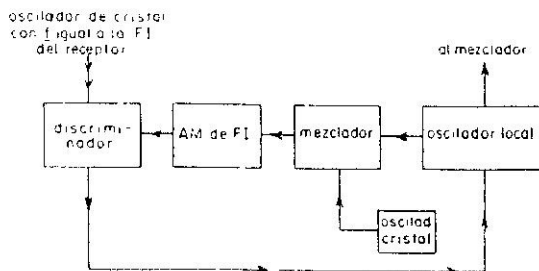 oscilador de cristal
con f igual a la FI
del receptor
al mezclador
discrimi-
nador
AM de FI
mezclador
oscilador local
oscilad
cristal